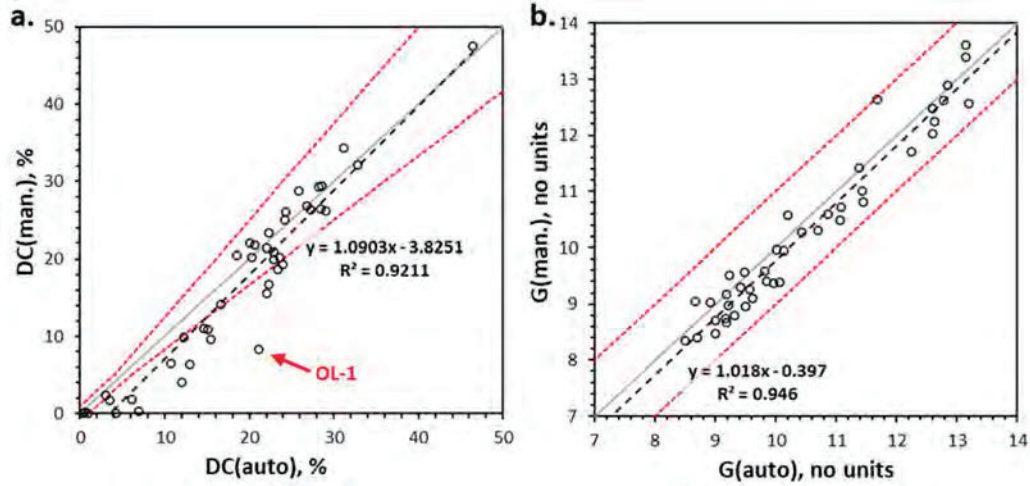 a.
50
40
30
20
10
0
DC(man.), %
y = 1.0903x - 3.8251
R² = 0.9211
OL-1
0 10 20 30 40 50
DC(auto), %
b.
14
13
12
11
10
9
8
7
G(man.), no units
y = 1.018x - 0.397
R² = 0.946
7 8 9 10 11 12 13 14
G(auto), no units